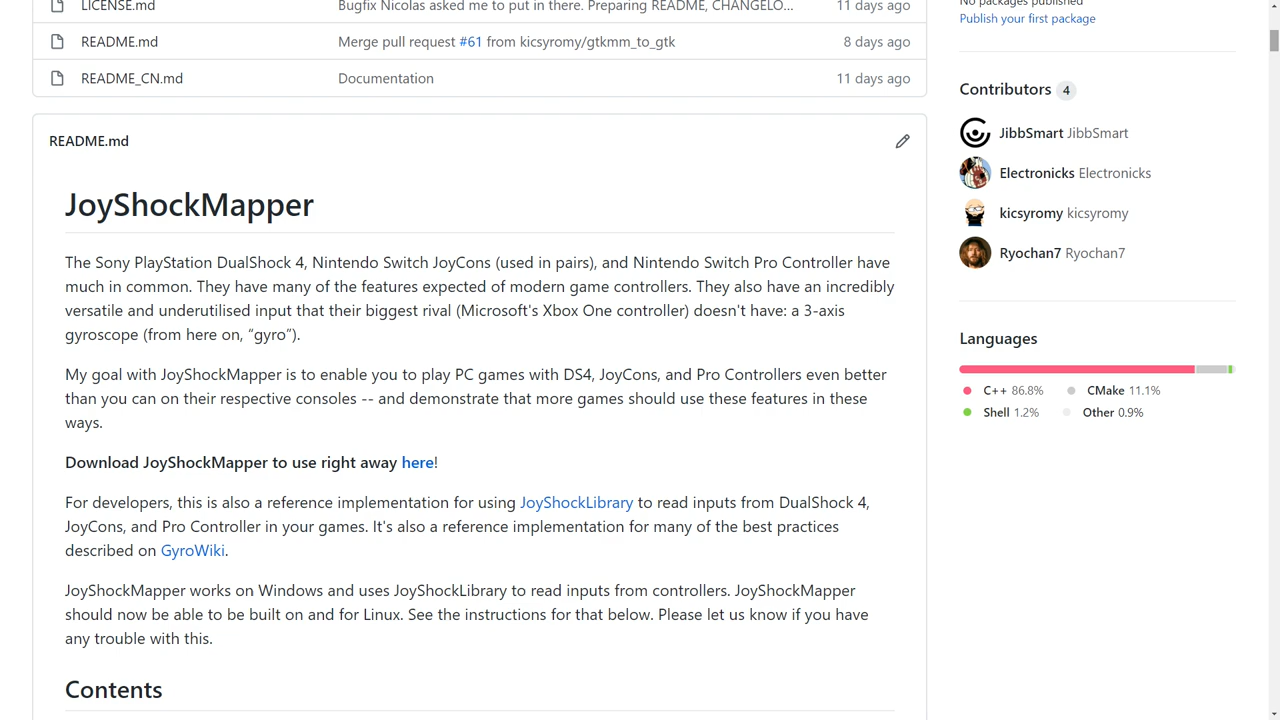 LICENSE.md Bugfix Nicolas asked me to put in there. Preparing README, CHANGELO... 11 days ago
README.md Merge pull request #61 from kicsyromy/gtkmm_to_gtk 8 days ago
README_CN.md Documentation 11 days ago
README.md
JoyShockMapper
The Sony PlayStation DualShock 4, Nintendo Switch JoyCons (used in pairs), and Nintendo Switch Pro Controller have
much in common. They have many of the features expected of modern game controllers. They also have an incredibly
versatile and underutilised input that their biggest rival (Microsoft's Xbox One controller) doesn't have: a 3-axis
gyroscope (from here on, “gyro”).
My goal with JoyShockMapper is to enable you to play PC games with DS4, JoyCons, and Pro Controllers even better
than you can on their respective consoles -- and demonstrate that more games should use these features in these
ways.
Download JoyShockMapper to use right away here!
For developers, this is also a reference implementation for using JoyShockLibrary to read inputs from DualShock 4,
JoyCons, and Pro Controller in your games. It's also a reference implementation for many of the best practices
described on GyroWiki.
JoyShockMapper works on Windows and uses JoyShockLibrary to read inputs from controllers. JoyShockMapper
should now be able to be built on and for Linux. See the instructions for that below. Please let us know if you have
any trouble with this.
Contents
No packages published
Publish your first package
Contributors 4
JibbSmart JibbSmart
Electronicks Electronicks
kicsyromy kicsyromy
Ryochan7 Ryochan7
Languages
C++ 86.8% CMake 11.1%
Shell 1.2% Other 0.9%